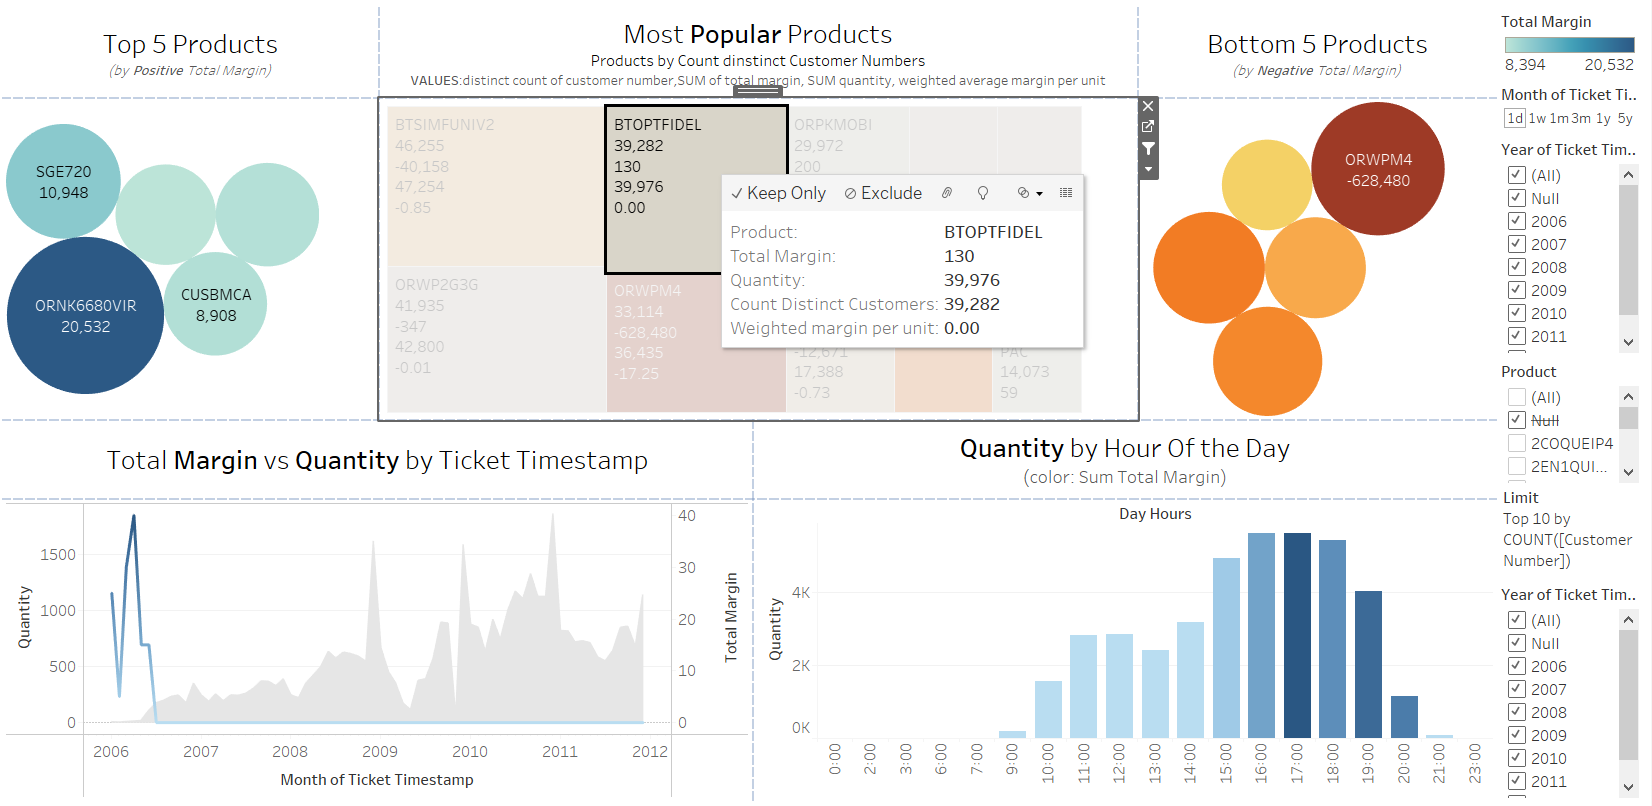 Top 5 Products
(by Positive Total Margin)
SGE720
10,948
ORNK6680VIR
20,532
CUSBMCA
8,908
Most Popular Products
Products by Count dinstinct Customer Numbers
VALUES:distinct count of customer number,SUM of total margin, SUM quantity, weighted average margin per unit
BTSIMFUNIV2
46,255
-40,158
47,254
-0.85
BTOPTFIDEL
39,282
130
39,976
0.00
ORPKMOBI
29,972
200
ORWP2G3G
41,935
-347
42,800
-0.01
ORWPM4
33,114
-628,480
36,435
-17.25
-12,671
17,388
-0.73
PAC
14,073
59
Keep Only
Exclude
Product: BTOPTFIDEL
Total Margin: 130
Quantity: 39,976
Count Distinct Customers: 39,282
Weighted margin per unit: 0.00
Bottom 5 Products
(by Negative Total Margin)
ORWPM4
-628,480
Total Margin
8,394 20,532
Month of Ticket Ti..
1d 1w 1m 3m 1y 5y
Year of Ticket Tim..
(All)
Null
2006
2007
2008
2009
2010
2011
Product
(All)
Null
2COQUEIP4
2EN1QUI...
Limit
Top 10 by
COUNT([Customer
Number])
Year of Ticket Tim..
(All)
Null
2006
2007
2008
2009
2010
2011
Total Margin vs Quantity by Ticket Timestamp
Quantity
1500
1000
500
0
40
30
20
10
0
Total Margin
2006 2007 2008 2009 2010 2011 2012
Month of Ticket Timestamp
Quantity by Hour Of the Day
(color: Sum Total Margin)
Day Hours
Quantity
4K
2K
0K
0:00 2:00 3:00 6:00 7:00 9:00 10:00 11:00 12:00 13:00 14:00 15:00 16:00 17:00 18:00 19:00 20:00 21:00 23:00